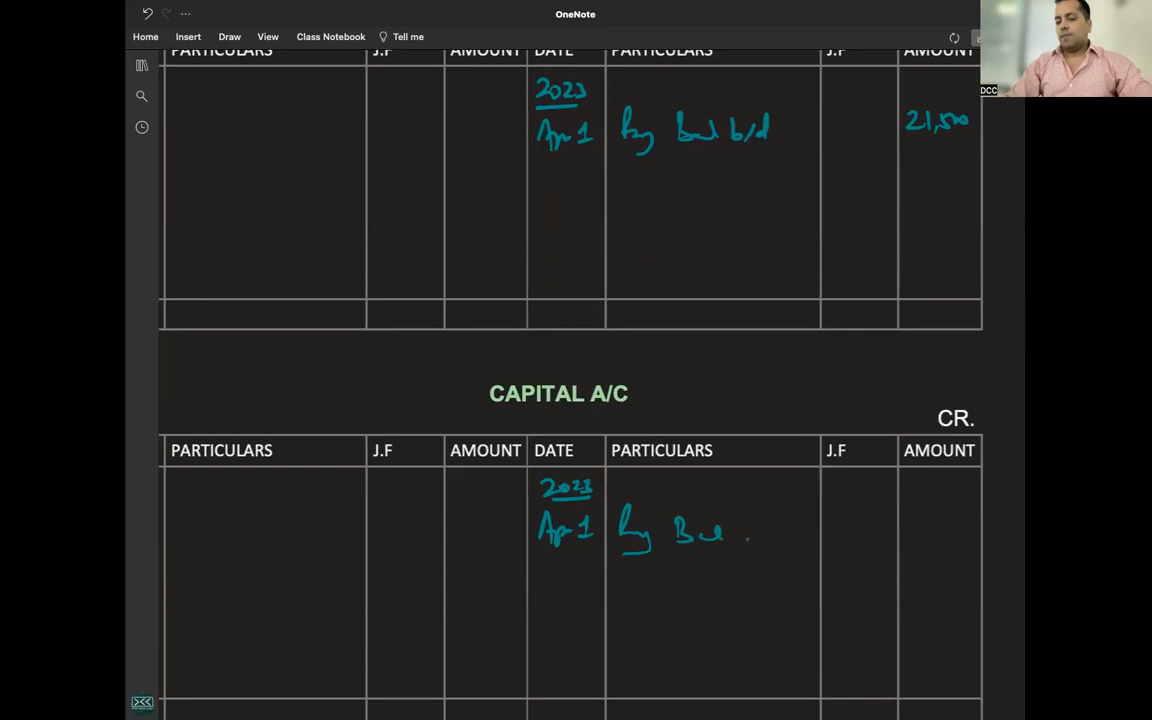 OneNote
Home Insert Draw View Class Notebook Tell me
PARTICULARS J.F AMOUNT DATE PARTICULARS J.F AMOUNT
2023
Apr 1 By Bal b/d 21,500
CAPITAL A/C
CR.
PARTICULARS J.F AMOUNT DATE PARTICULARS J.F AMOUNT
2023
Apr 1 By Bal
DCC